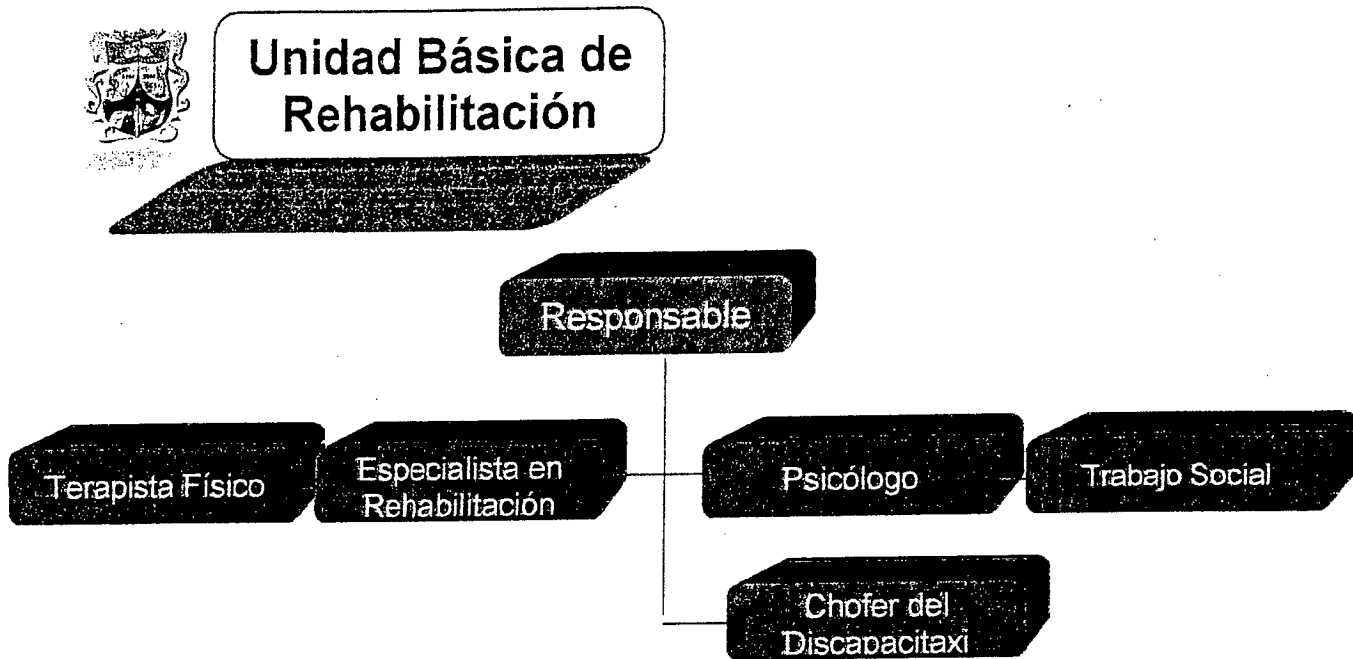 Unidad Básica de
Rehabilitación
Responsable
Terapista Físico
Especialista en
Rehabilitación
Psicólogo
Trabajo Social
Chofer del
Discapacitaxi